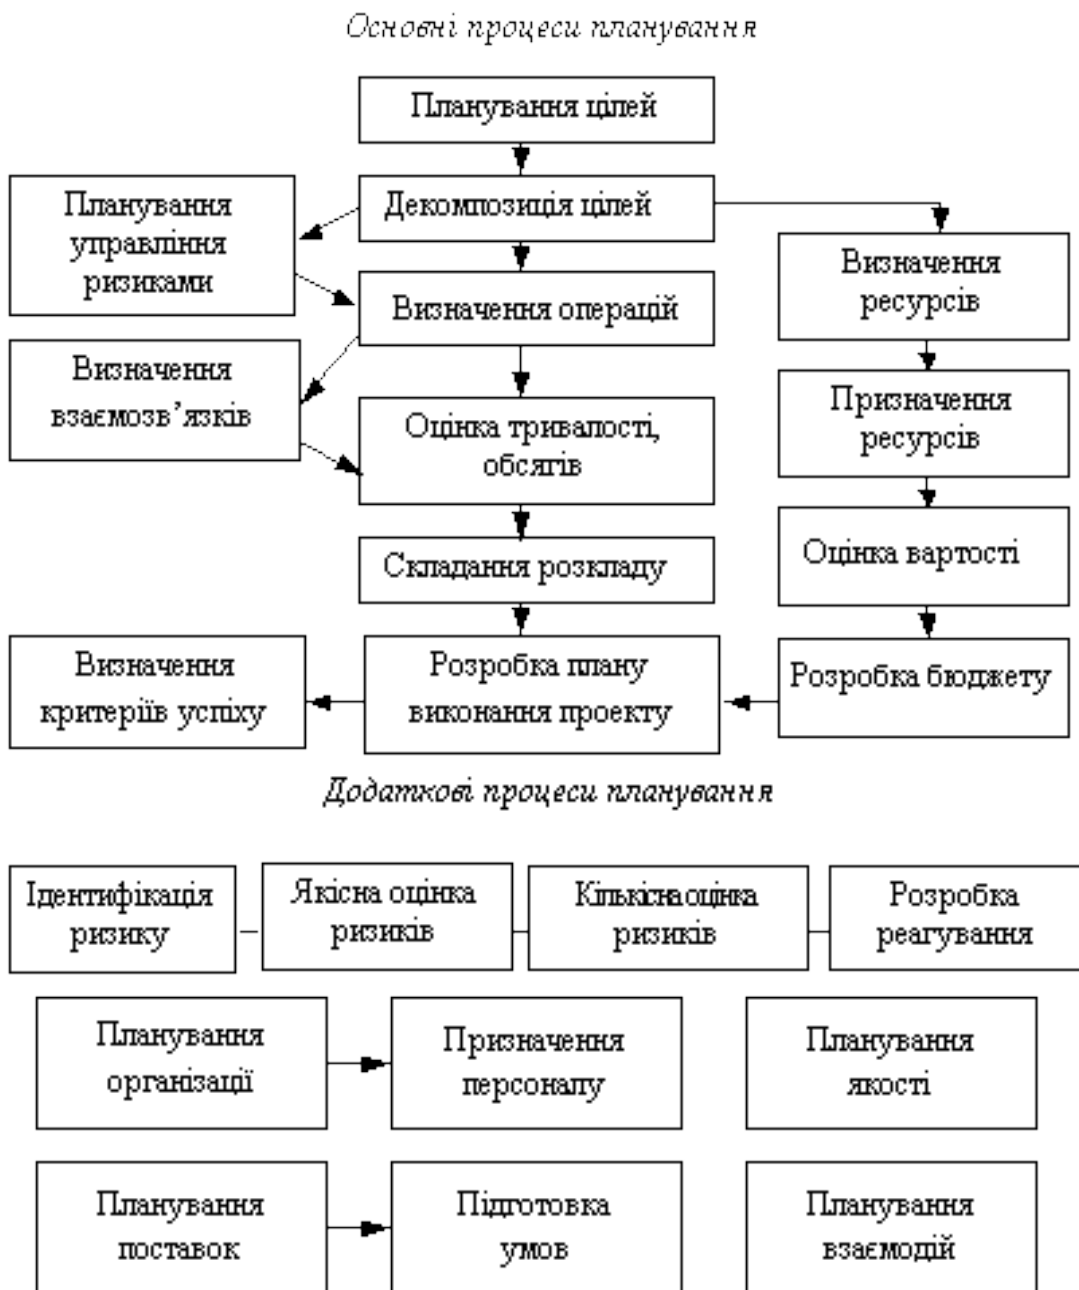 Основні процеси планування
Планування цілей
Планування
управління
ризиками
Декомпозиція цілей
Визначення
ресурсів
Визначення операцій
Визначення
взаємозв’язків
Оцінка тривалості,
обсягів
Призначення
ресурсів
Складання розкладу
Оцінка вартості
Визначення
критеріїв успіху
Розробка плану
виконання проекту
Розробка бюджету
Додаткові процеси планування
Ідентифікація
ризику
Якісна оцінка
ризиків
Кількісна оцінка
ризиків
Розробка
реагування
Планування
організації
Призначення
персоналу
Планування
якості
Планування
поставок
Підготовка
умов
Планування
взаємодій